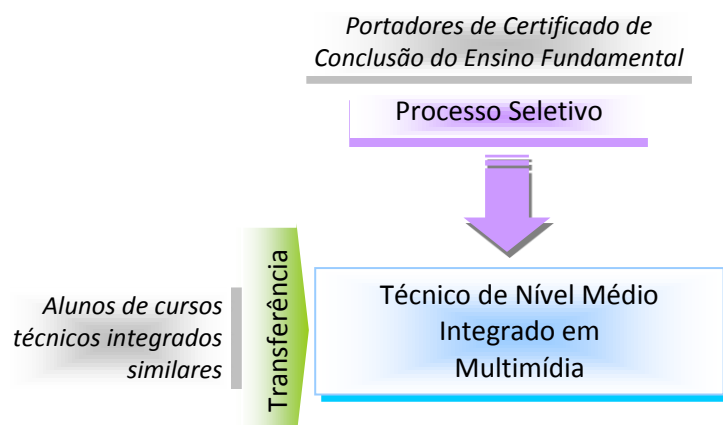 Portadores de Certificado de
Conclusão do Ensino Fundamental
Processo Seletivo
Transferência
Alunos de cursos
técnicos integrados
similares
Técnico de Nível Médio
Integrado em
Multimídia